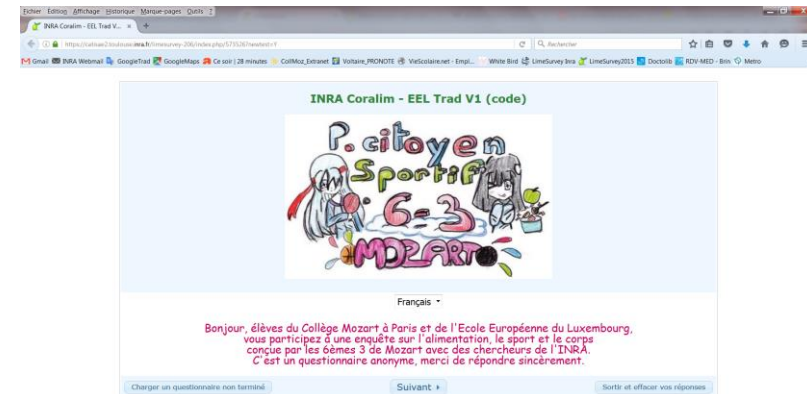 Fichier Édition Affichage Historique Marque-pages Outils ?
INRA Coralim - EEL Trad V...
Rechercher
Gmail INRA Webmail GoogleTrad GoogleMaps Ce soir | 28 minutes CollMoz_Extranet Voltaire_PRONOTE VieScolaire.net - Empl... White Bird LimeSurvey Inra LimeSurvey2015 Doctolib RDV-MED - Brin Metro
INRA Coralim - EEL Trad V1 (code)
P. citoyen
Sportif
6-3
MOZART
Français
Bonjour, élèves du Collège Mozart à Paris et de l'Ecole Européenne du Luxembourg,
vous participez à une enquête sur l'alimentation, le sport et le corps
conçue par les 6èmes 3 de Mozart avec des chercheurs de l'INRA.
C'est un questionnaire anonyme, merci de répondre sincèrement.
Charger un questionnaire non terminé Suivant Sortir et effacer vos réponses